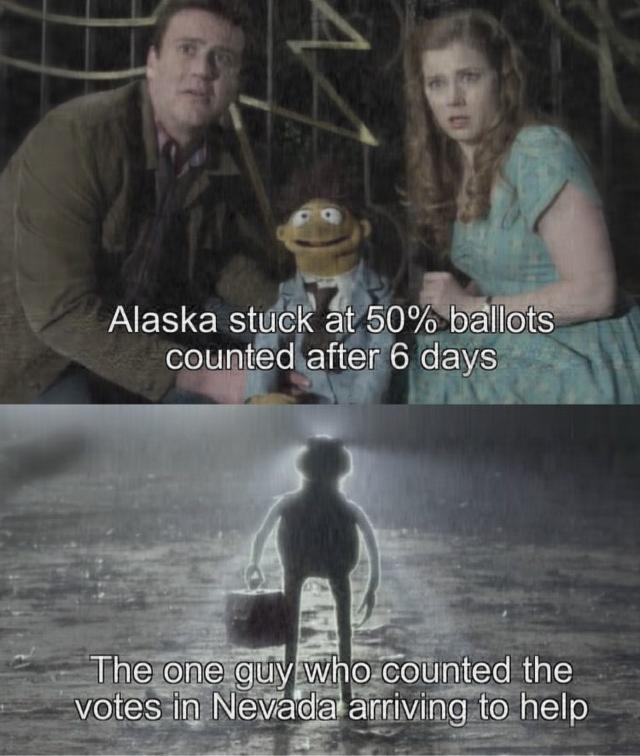 Alaska stuck at 50% ballots
counted after 6 days
The one guy who counted the
votes in Nevada arriving to help